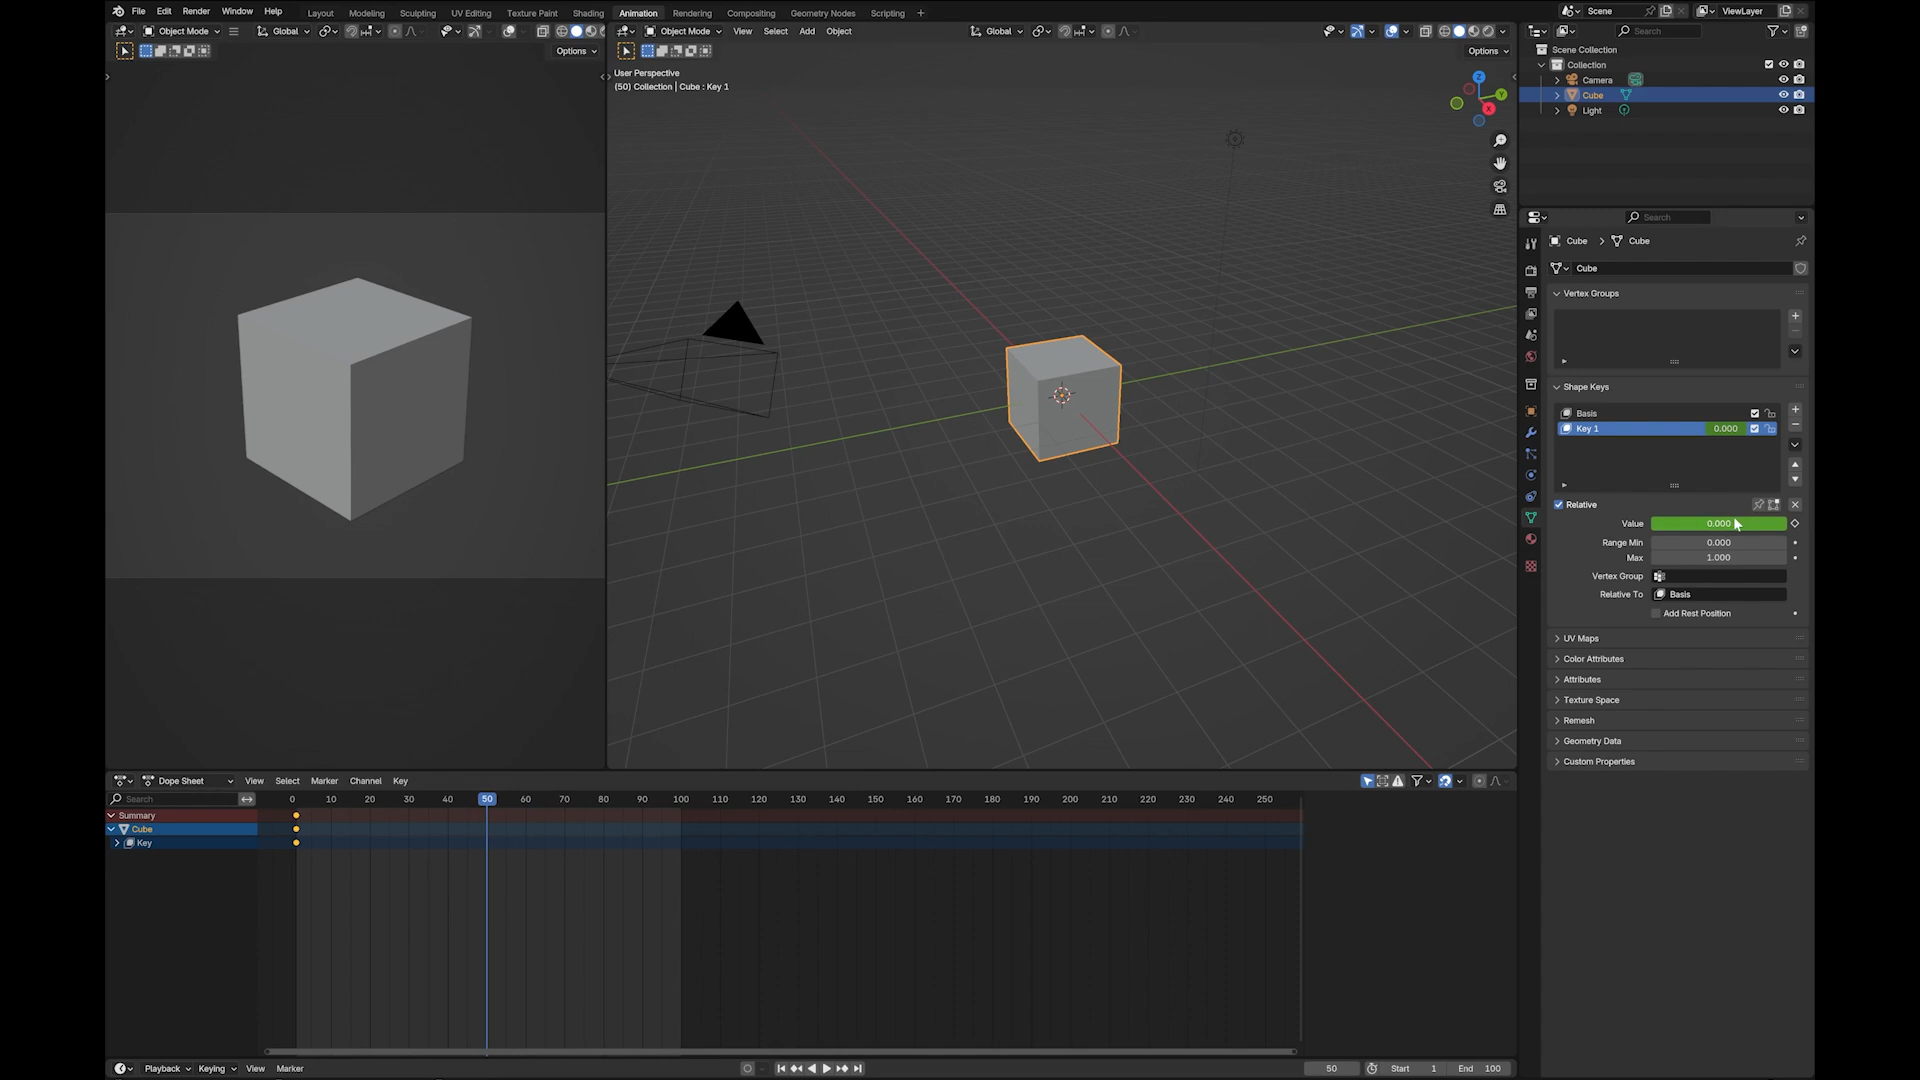 File Edit Render Window Help Layout Modeling Sculpting UV Editing Texture Paint Shading Animation Rendering Compositing Geometry Nodes Scripting +
Scene ViewLayer
Object Mode Global
Options
Object Mode View Select Add Object Global
Options
User Perspective
(50) Collection | Cube : Key 1
Z
Y
X
Search
Scene Collection
Collection
Camera
Cube
Light
Search
Cube > Cube
Cube
Vertex Groups
Shape Keys
Basis
Key 1 0.000
Relative
Value 0.000
Range Min 0.000
Max 1.000
Vertex Group
Relative To Basis
Add Rest Position
UV Maps
Color Attributes
Attributes
Texture Space
Remesh
Geometry Data
Custom Properties
Dope Sheet View Select Marker Channel Key
Search 0 10 20 30 40 50 60 70 80 90 100 110 120 130 140 150 160 170 180 190 200 210 220 230 240 250
Summary
Cube
Key
Playback Keying View Marker 50 Start 1 End 100